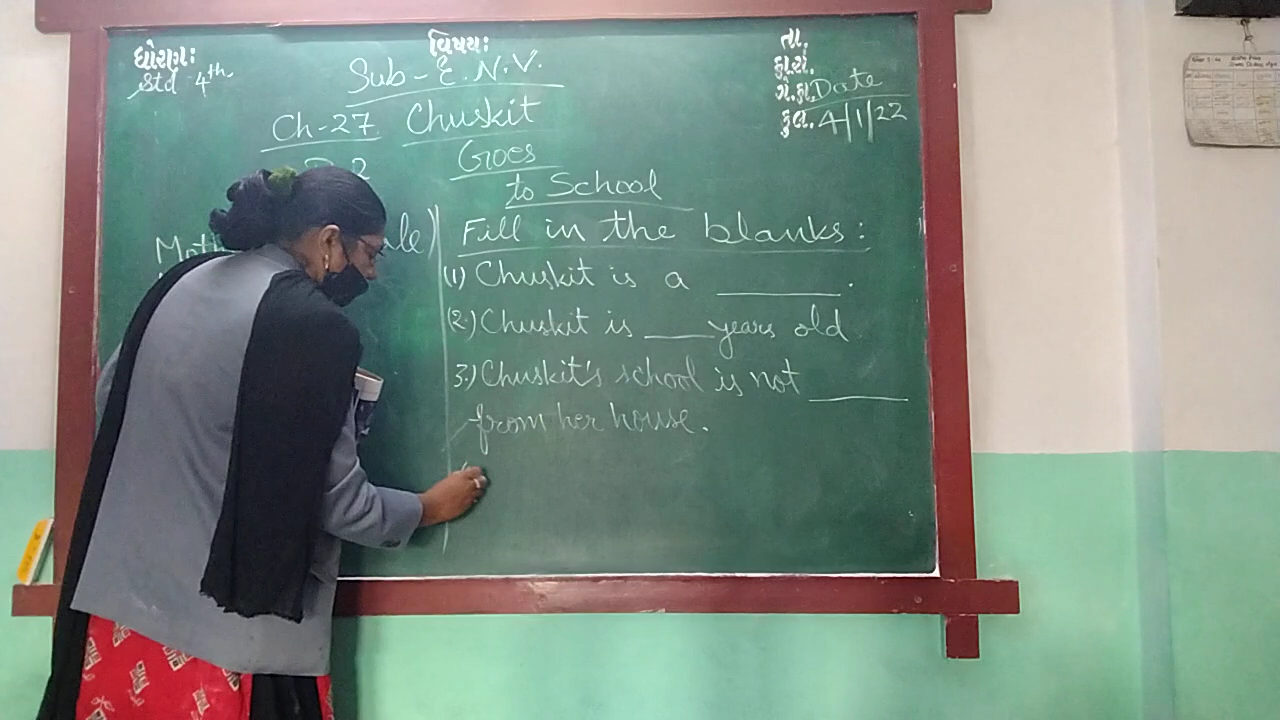 ધોરણ:
Std 4th
વિષય:
Sub - E.N.V.
તા.
હાજર.
ગે.હા.
કુલ.
Date
4/1/22
Ch-27 Chuskit
Goes
to School
Fill in the blanks:
(1) Chuskit is a ______.
(2.) Chuskit is ____ years old
3.) Chuskit's school is not ______
from her house.